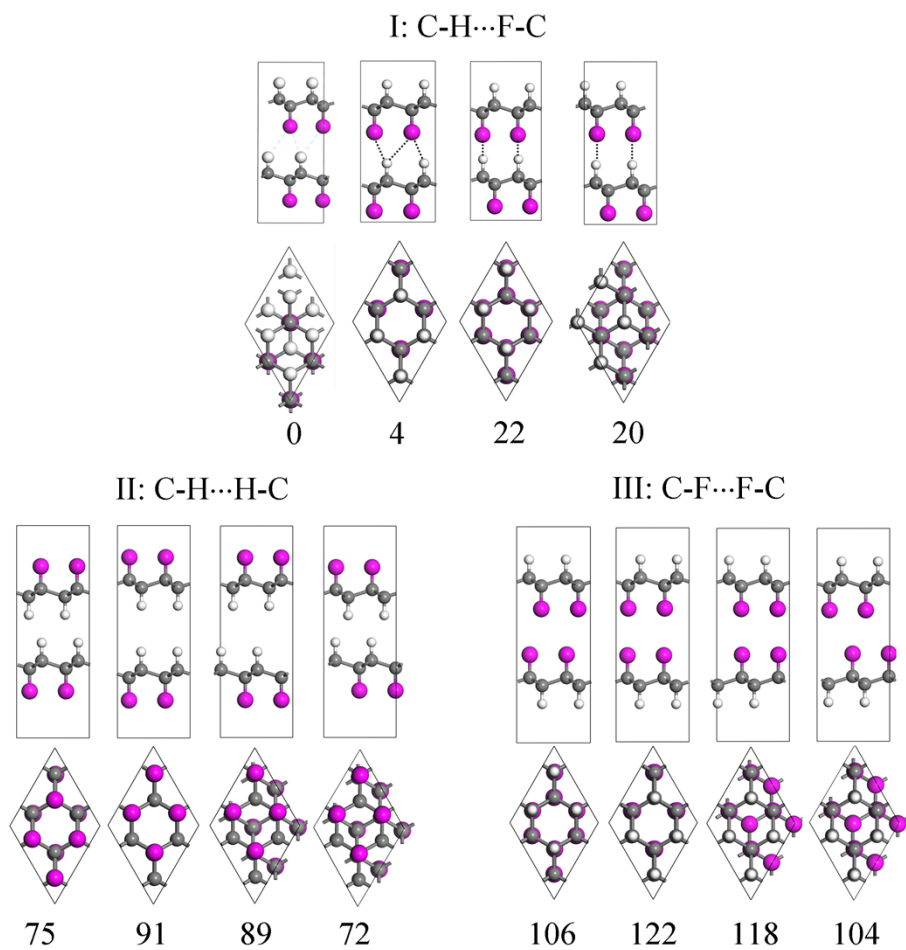 I: C-H···F-C
0 4 22 20
II: C-H···H-C
III: C-F···F-C
75 91 89 72
106 122 118 104